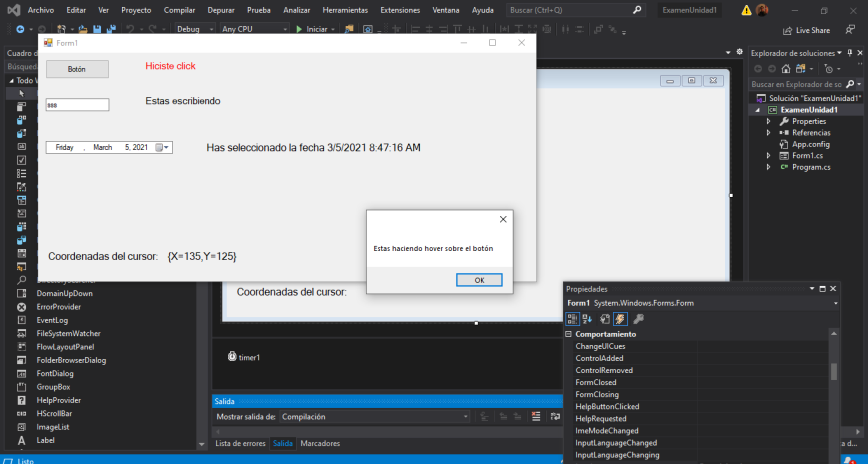 Archivo Editar Ver Proyecto Compilar Depurar Prueba Analizar Herramientas Extensiones Ventana Ayuda Buscar (Ctrl+Q) ExamenUnidad1
Debug Any CPU Iniciar Live Share
Form1
Botón Hiciste click
aaa Estas escribiendo
Friday , March 5, 2021 Has seleccionado la fecha 3/5/2021 8:47:16 AM
Estas haciendo hover sobre el botón
OK
Coordenadas del cursor: {X=135,Y=125}
Coordenadas del cursor:
timer1
Cuadro d
Búsqued
Todo
DomainUpDown
ErrorProvider
EventLog
FileSystemWatcher
FlowLayoutPanel
FolderBrowserDialog
FontDialog
GroupBox
HelpProvider
HScrollBar
ImageList
Label
Salida
Mostrar salida de: Compilación
Lista de errores Salida Marcadores
Explorador de soluciones
Buscar en Explorador de so
Solución "ExamenUnidad1"
C# ExamenUnidad1
Properties
Referencias
App.config
Form1.cs
C# Program.cs
Propiedades
Form1 System.Windows.Forms.Form
Comportamiento
ChangeUICues
ControlAdded
ControlRemoved
FormClosed
FormClosing
HelpButtonClicked
HelpRequested
ImeModeChanged
InputLanguageChanged
InputLanguageChanging
a d...
Listo